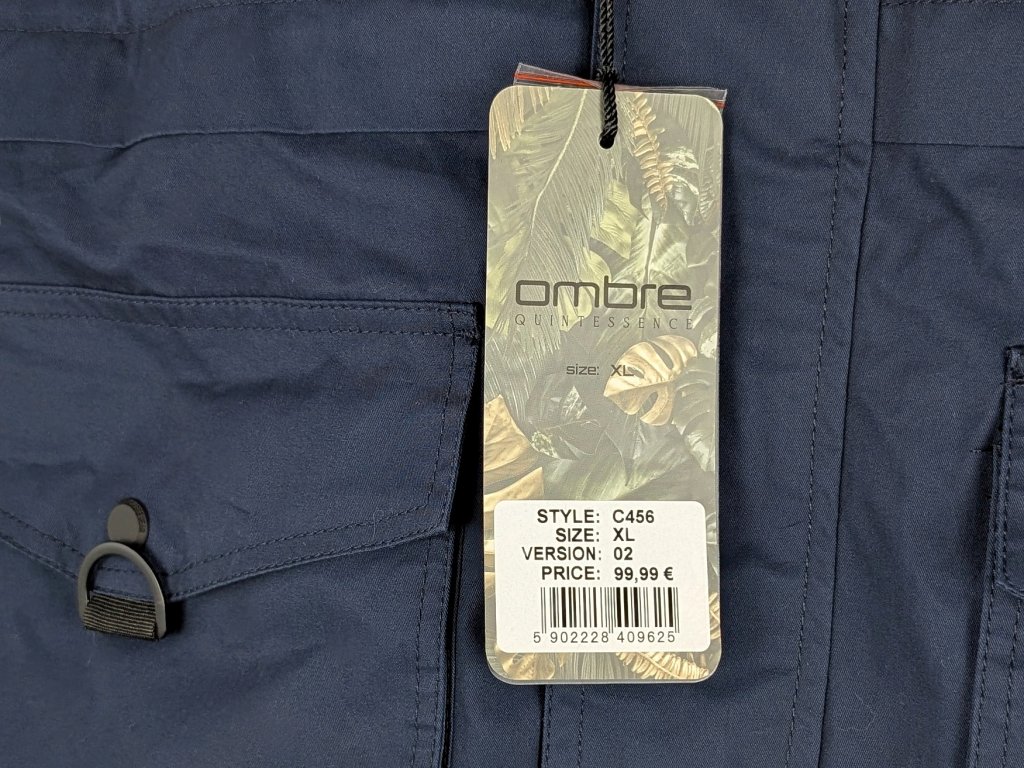 ombre
QUINTESSENCE
size: XL
STYLE: C456
SIZE: XL
VERSION: 02
PRICE: 99,99 €
5 902228 409625